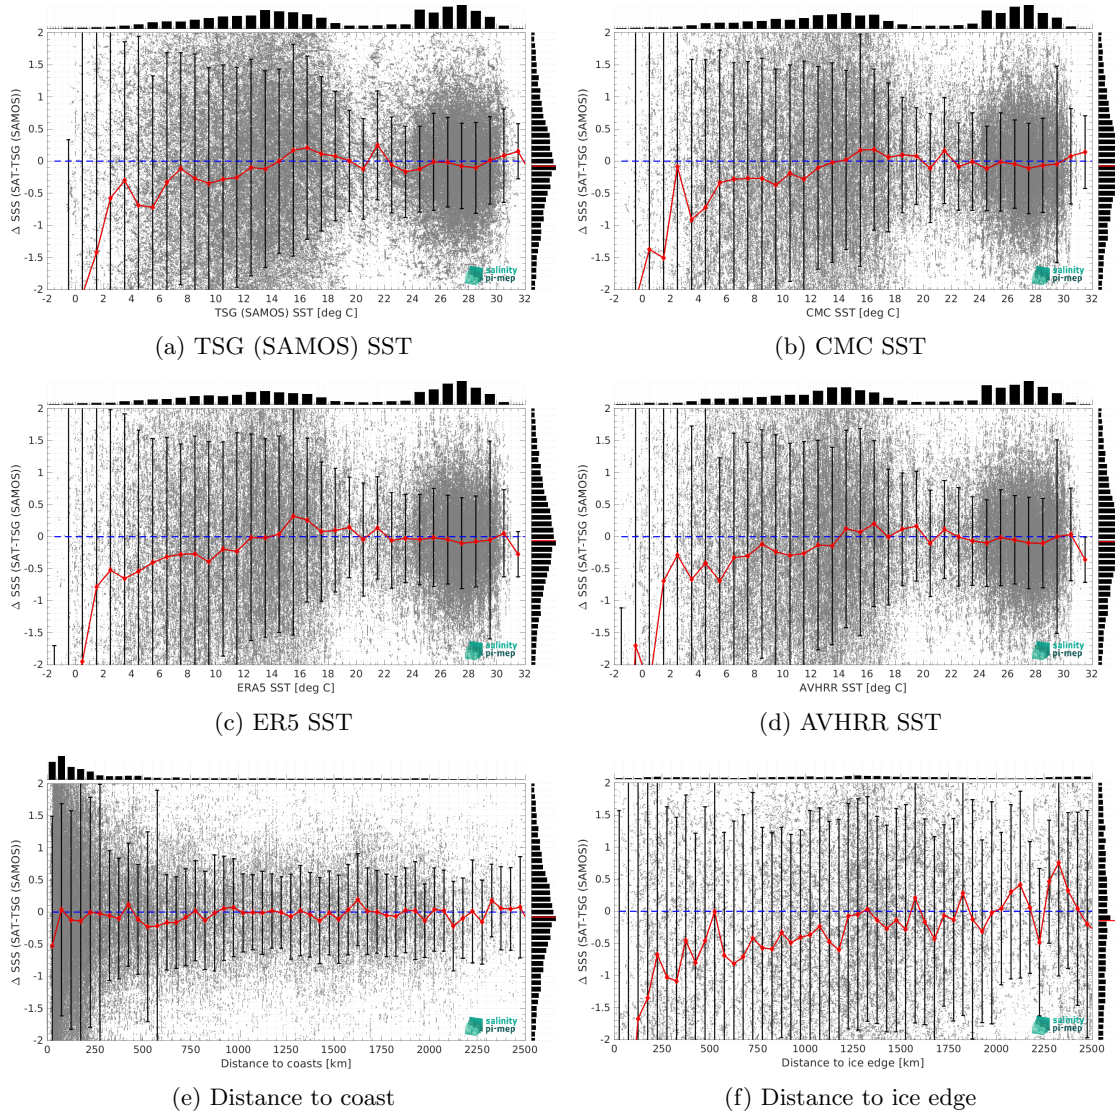 2
1.5
1
0.5
0
-0.5
-1
-1.5
-2
Δ SSS (SAT-TSG (SAMOS))
salinity
pi-mep
-2 0 2 4 6 8 10 12 14 16 18 20 22 24 26 28 30 32
TSG (SAMOS) SST [deg C]
(a) TSG (SAMOS) SST
2
1.5
1
0.5
0
-0.5
-1
-1.5
-2
Δ SSS (SAT-TSG (SAMOS))
salinity
pi-mep
-2 0 2 4 6 8 10 12 14 16 18 20 22 24 26 28 30 32
CMC SST [deg C]
(b) CMC SST
2
1.5
1
0.5
0
-0.5
-1
-1.5
-2
Δ SSS (SAT-TSG (SAMOS))
salinity
pi-mep
-2 0 2 4 6 8 10 12 14 16 18 20 22 24 26 28 30 32
ERA5 SST [deg C]
(c) ER5 SST
2
1.5
1
0.5
0
-0.5
-1
-1.5
-2
Δ SSS (SAT-TSG (SAMOS))
salinity
pi-mep
-2 0 2 4 6 8 10 12 14 16 18 20 22 24 26 28 30 32
AVHRR SST [deg C]
(d) AVHRR SST
2
1.5
1
0.5
0
-0.5
-1
-1.5
-2
Δ SSS (SAT-TSG (SAMOS))
salinity
pi-mep
0 250 500 750 1000 1250 1500 1750 2000 2250 2500
Distance to coasts [km]
(e) Distance to coast
2
1.5
1
0.5
0
-0.5
-1
-1.5
-2
Δ SSS (SAT-TSG (SAMOS))
salinity
pi-mep
0 250 500 750 1000 1250 1500 1750 2000 2250 2500
Distance to ice edge [km]
(f) Distance to ice edge